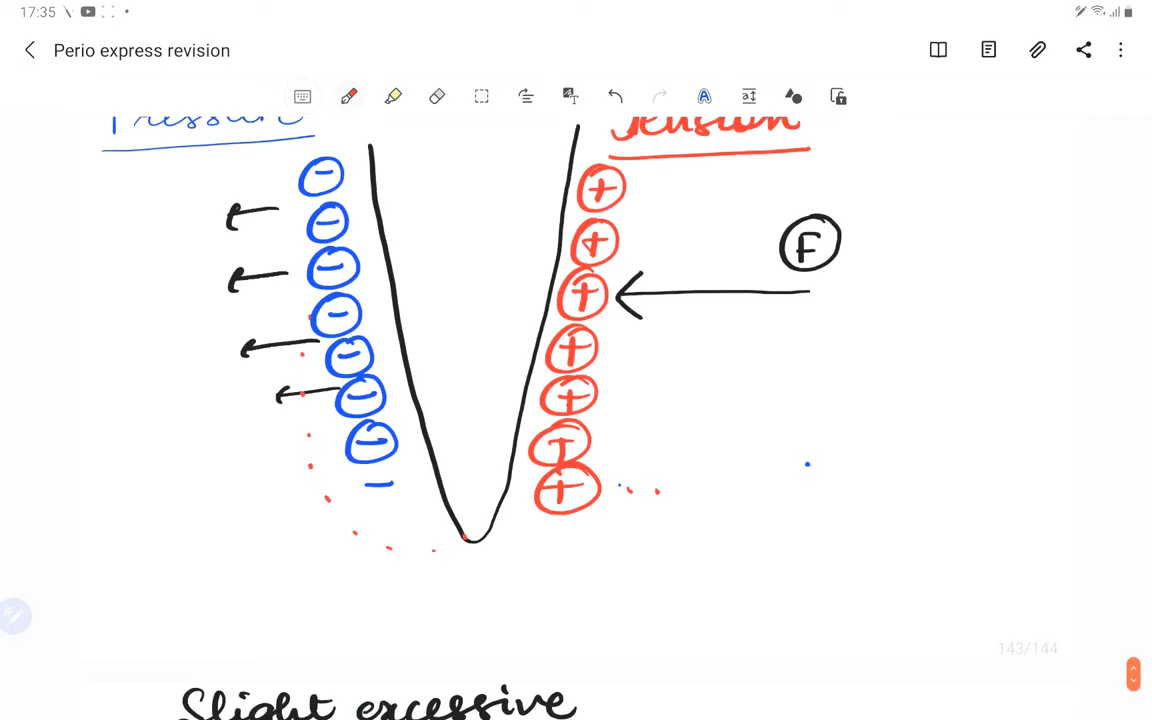 17:35
Perio express revision
Pressure
Tension
F
143/144
Slight excessive